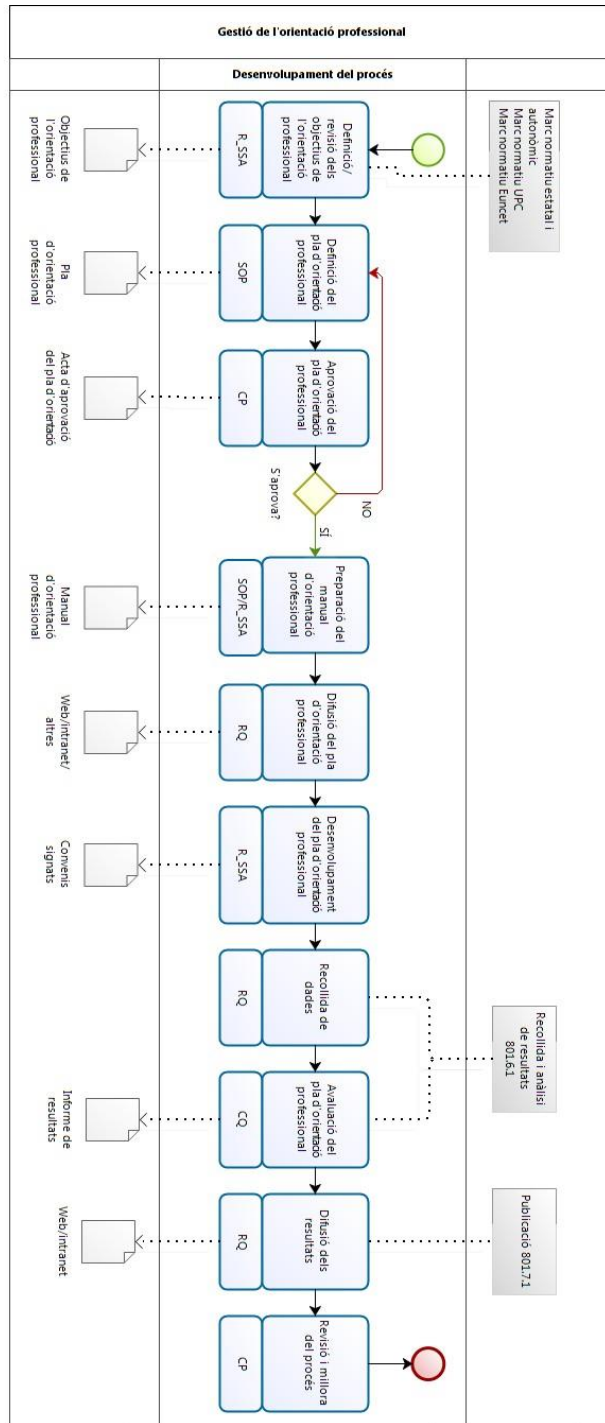 Gestió de l'orientació professional
Desenvolupament del procés
Marc normatiu estatal i
autonòmic
Marc normatiu UPC
Marc normatiu Euncet
Definició/
revisió dels
objectius de
l'orientació
professional
R_SSA
Objectius de
l'orientació
professional
Definició del
pla d'orientació
professional
SOP
Pla
d'orientació
professional
Aprovació del
pla d'orientació
professional
CP
Acta d'aprovació
del pla d'orientació
S'aprova?
NO
SÍ
Preparació del
manual
d'orientació
professional
SOP/R_SSA
Manual
d'orientació
professional
Difusió del pla
d'orientació
professional
RQ
Web/intranet/
altres
Desenvolupament
del pla d'orientació
professional
R_SSA
Convenis
signats
Recollida de
dades
RQ
Recollida i anàlisi
de resultats
801.6.1
Avaluació del
pla d'orientació
professional
CQ
Informe de
resultats
Difusió dels
resultats
RQ
Publicació 801.7.1
Web/intranet
Revisió i millora
del procés
CP